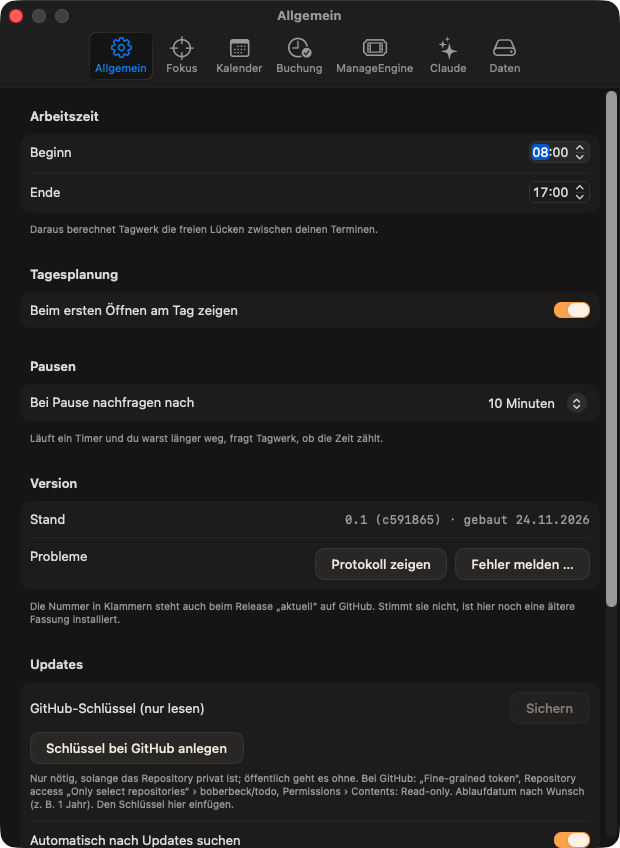 Allgemein
Allgemein
Fokus
Kalender
Buchung
ManageEngine
Claude
Daten
Arbeitszeit
Beginn
08:00
Ende
17:00
Daraus berechnet Tagwerk die freien Lücken zwischen deinen Terminen.
Tagesplanung
Beim ersten Öffnen am Tag zeigen
Pausen
Bei Pause nachfragen nach
10 Minuten
Läuft ein Timer und du warst länger weg, fragt Tagwerk, ob die Zeit zählt.
Version
Stand
0.1 (c591865) · gebaut 24.11.2026
Probleme
Protokoll zeigen
Fehler melden ...
Die Nummer in Klammern steht auch beim Release „aktuell“ auf GitHub. Stimmt sie nicht, ist hier noch eine ältere
Fassung installiert.
Updates
GitHub-Schlüssel (nur lesen)
Sichern
Schlüssel bei GitHub anlegen
Nur nötig, solange das Repository privat ist; öffentlich geht es ohne. Bei GitHub: „Fine-grained token“, Repository
access „Only select repositories“ › boberbeck/todo, Permissions › Contents: Read-only. Ablaufdatum nach Wunsch
(z. B. 1 Jahr). Den Schlüssel hier einfügen.
Automatisch nach Updates suchen